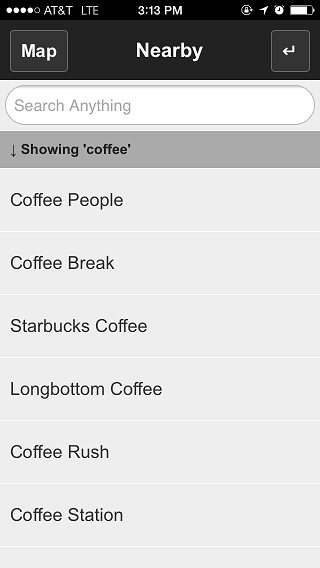 AT&T LTE 3:13 PM
Map Nearby
Search Anything
↓ Showing 'coffee'
Coffee People
Coffee Break
Starbucks Coffee
Longbottom Coffee
Coffee Rush
Coffee Station